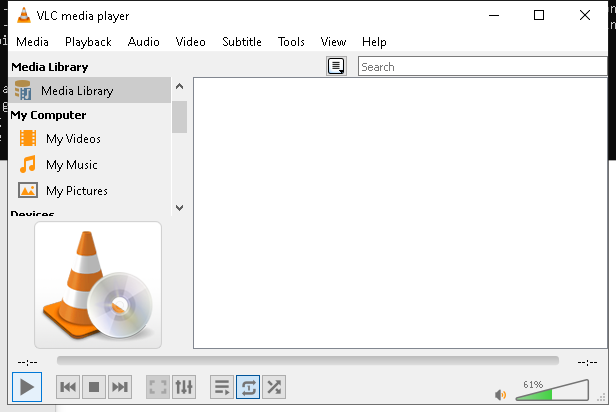 VLC media player
Media Playback Audio Video Subtitle Tools View Help
Media Library
Search
Media Library
My Computer
My Videos
My Music
My Pictures
Devices
--:-- --:--
61%